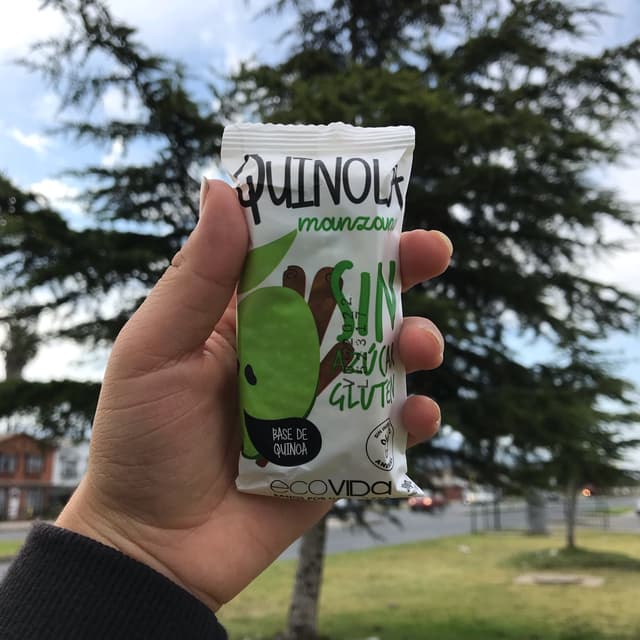 QUINOLA
manzana
SIN
AZÚCAR
GLUTEN
BASE DE
QUINOA
ecoVIDA